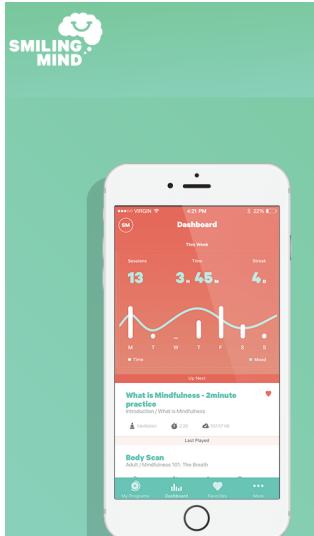 SMILING
MIND
VIRGIN 4:21 PM 22%
SM Dashboard
This Week
Sessions Time Streak
13 3 H 45 M 4 D
M T W T F S S
Time Mood
Up Next
What is Mindfulness - 2minute
practice
Introduction / What is Mindfulness
Meditation 2:28
Last Played
Body Scan
Adult / Mindfulness 101: The Breath
My Programs Dashboard Favorites More